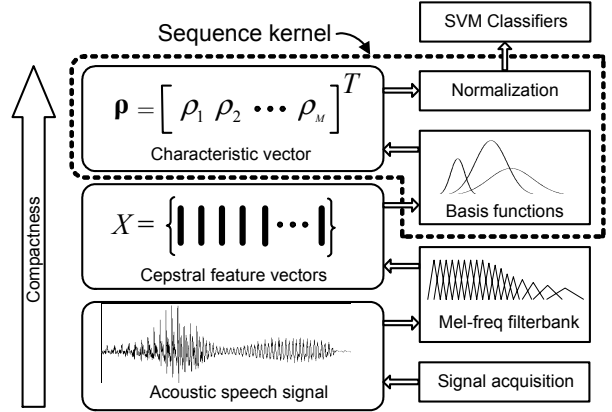 SVM Classifiers
Sequence kernel
ρ = [ ρ1 ρ2 ••• ρM ]T
Characteristic vector
Normalization
Basis functions
X = { ··· }
Cepstral feature vectors
Mel-freq filterbank
Acoustic speech signal
Signal acquisition
Compactness